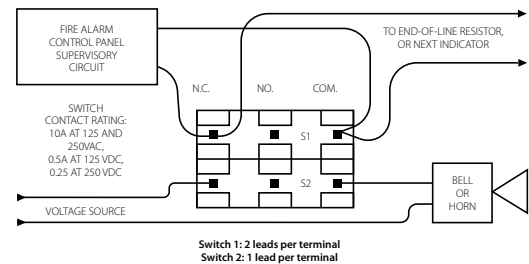 FIRE ALARM
CONTROL PANEL
SUPERVISORY
CIRCUIT
TO END-OF-LINE RESISTOR,
OR NEXT INDICATOR
N.C.
NO.
COM.
SWITCH
CONTACT RATING:
10A AT 125 AND
250VAC,
0.5A AT 125 VDC,
0.25 AT 250 VDC
S1
S2
VOLTAGE SOURCE
BELL
OR
HORN
Switch 1: 2 leads per terminal
Switch 2: 1 lead per terminal